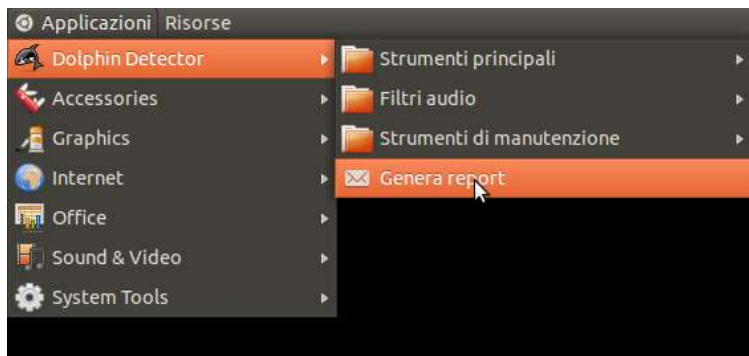 Applicazioni Risorse
Dolphin Detector
Accessories
Graphics
Internet
Office
Sound & Video
System Tools
Strumenti principali
Filtri audio
Strumenti di manutenzione
Genera report